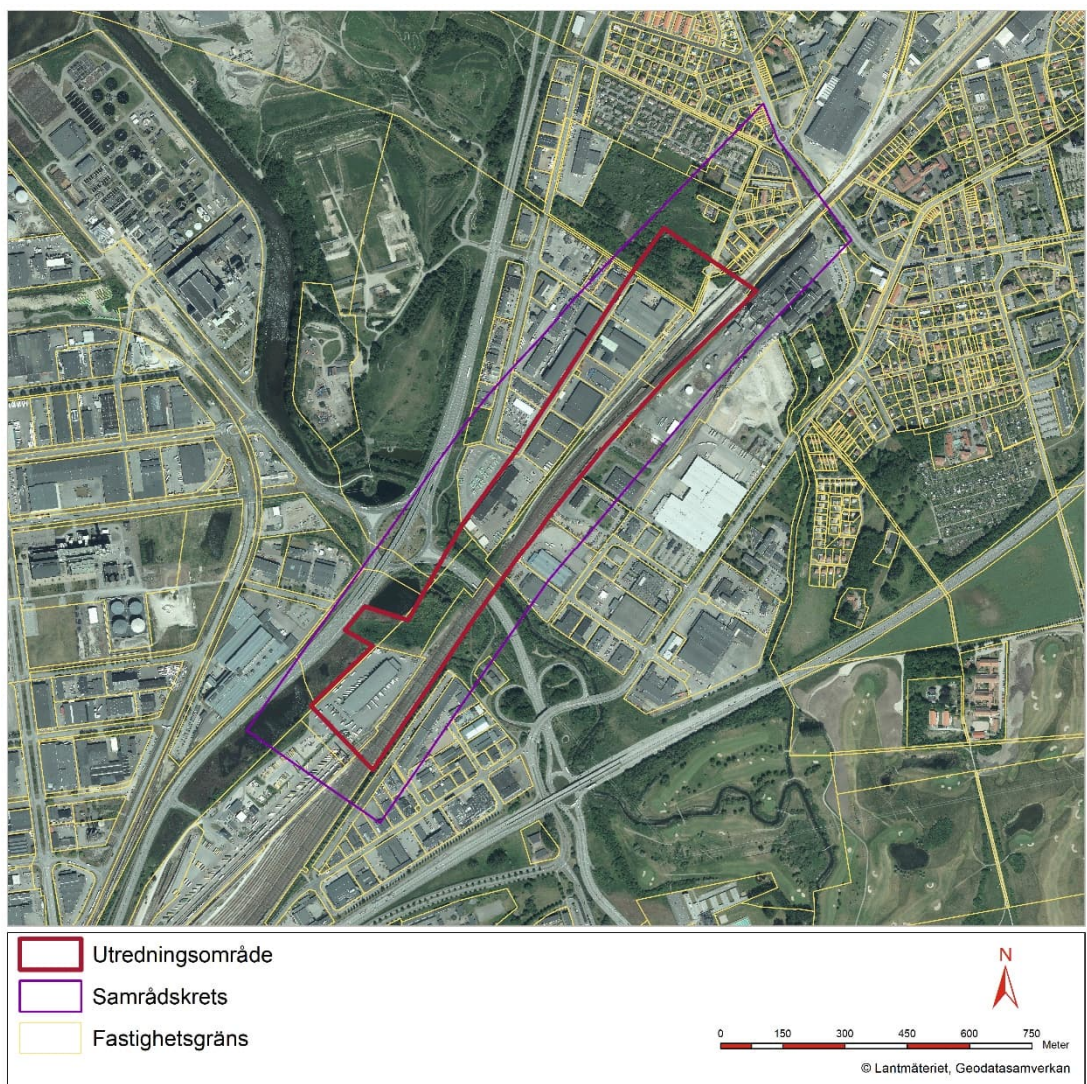 Utredningsområde
Samrådskrets
Fastighetsgräns
N
0 150 300 450 600 750
Meter
© Lantmäteriet, Geodatasamverkan